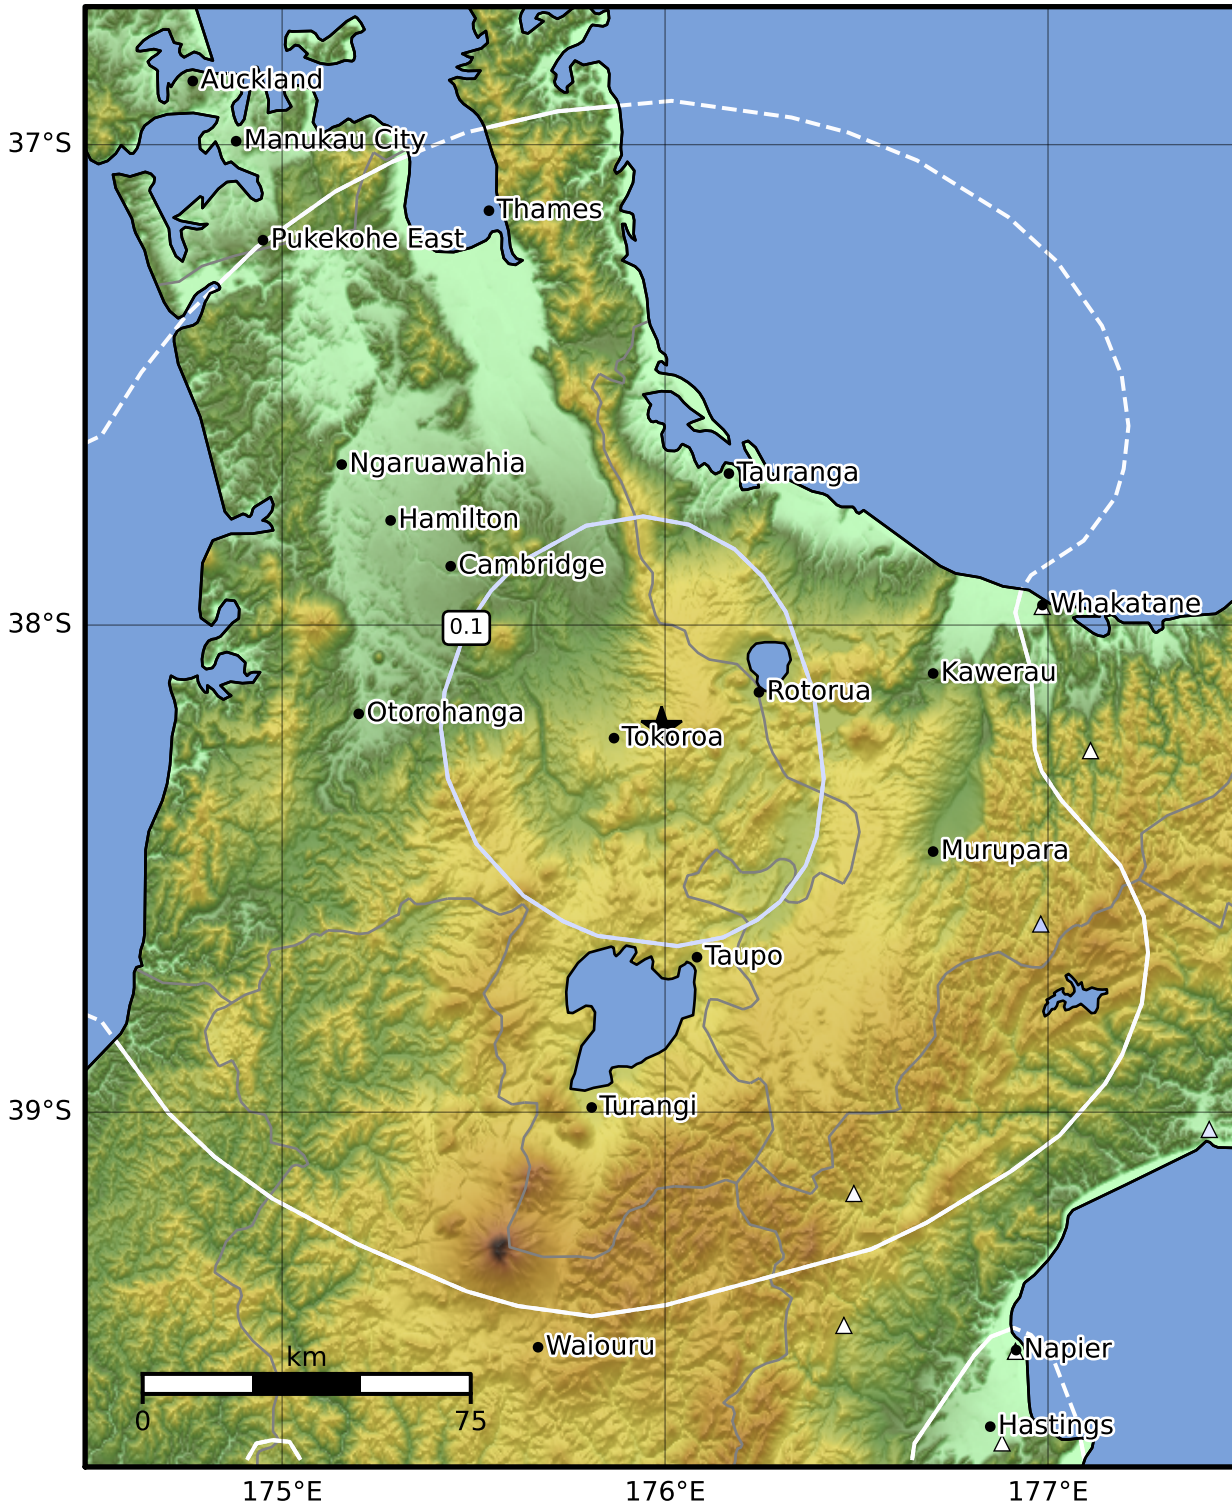 Auckland
Manukau City
37°S
Thames
Pukekohe East
Ngaruawahia
Tauranga
Hamilton
Cambridge
Whakatane
38°S
0.1
Kawerau
Rotorua
Otorohanga
Tokoroa
Murupara
Taupo
Turangi
39°S
Waiouru
Napier
km
0
75
Hastings
175°E
176°E
177°E